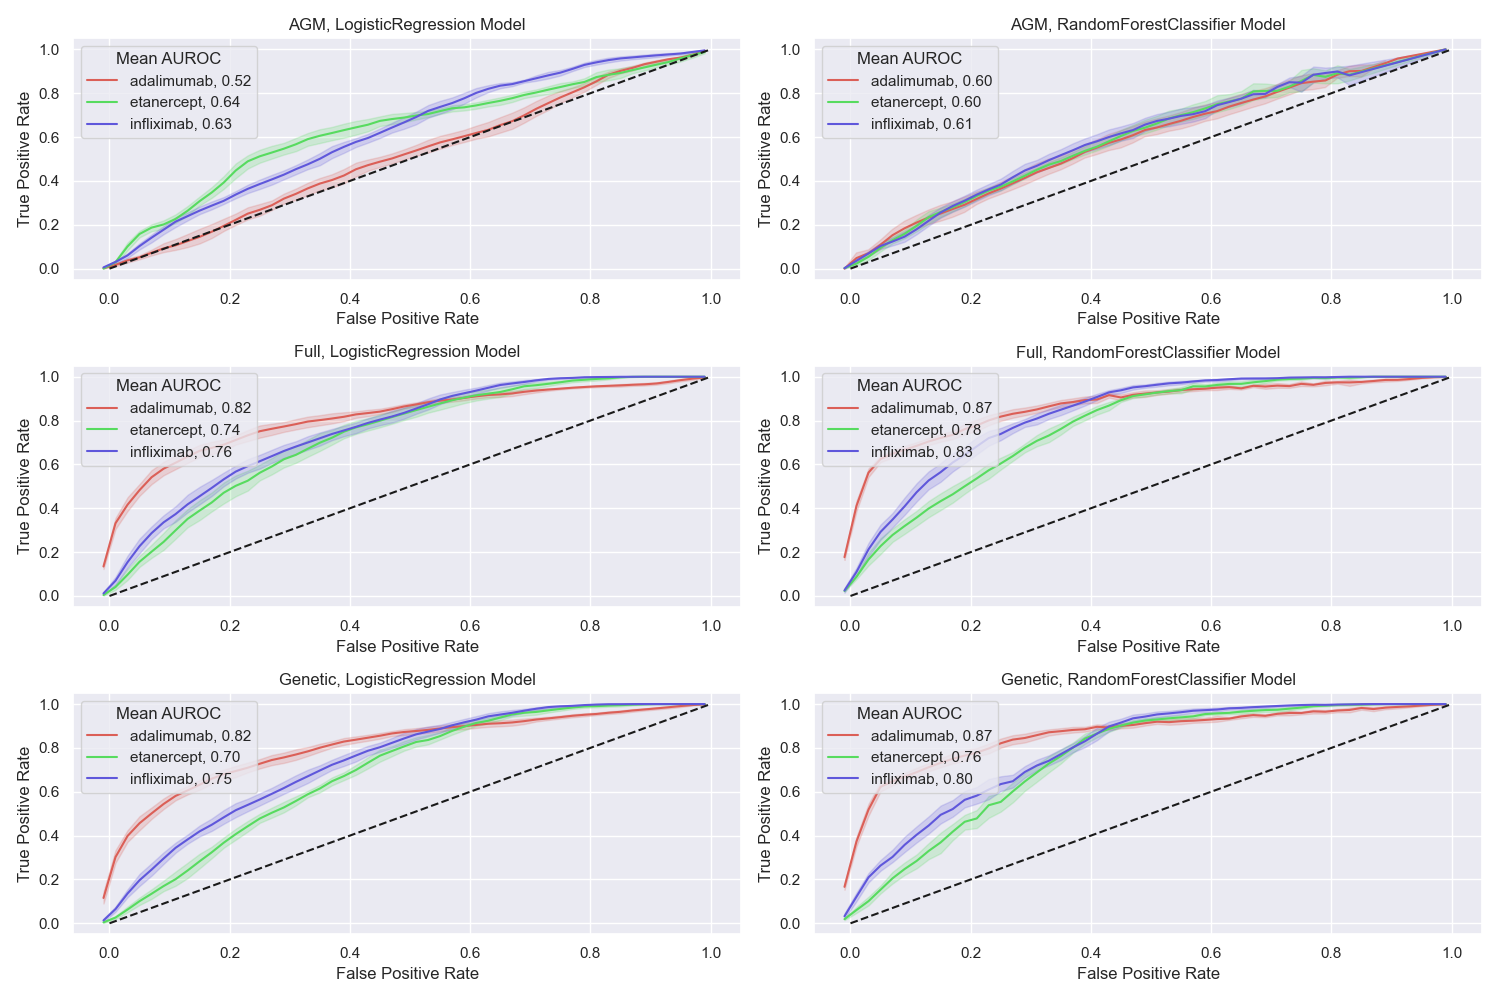 AGM, LogisticRegression Model
True Positive Rate
1.0
0.8
0.6
0.4
0.2
0.0
Mean AUROC
adalimumab, 0.52
etanercept, 0.64
infliximab, 0.63
0.0 0.2 0.4 0.6 0.8 1.0
False Positive Rate
AGM, RandomForestClassifier Model
True Positive Rate
1.0
0.8
0.6
0.4
0.2
0.0
Mean AUROC
adalimumab, 0.60
etanercept, 0.60
infliximab, 0.61
0.0 0.2 0.4 0.6 0.8 1.0
False Positive Rate
Full, LogisticRegression Model
True Positive Rate
1.0
0.8
0.6
0.4
0.2
0.0
Mean AUROC
adalimumab, 0.82
etanercept, 0.74
infliximab, 0.76
0.0 0.2 0.4 0.6 0.8 1.0
False Positive Rate
Full, RandomForestClassifier Model
True Positive Rate
1.0
0.8
0.6
0.4
0.2
0.0
Mean AUROC
adalimumab, 0.87
etanercept, 0.78
infliximab, 0.83
0.0 0.2 0.4 0.6 0.8 1.0
False Positive Rate
Genetic, LogisticRegression Model
True Positive Rate
1.0
0.8
0.6
0.4
0.2
0.0
Mean AUROC
adalimumab, 0.82
etanercept, 0.70
infliximab, 0.75
0.0 0.2 0.4 0.6 0.8 1.0
False Positive Rate
Genetic, RandomForestClassifier Model
True Positive Rate
1.0
0.8
0.6
0.4
0.2
0.0
Mean AUROC
adalimumab, 0.87
etanercept, 0.76
infliximab, 0.80
0.0 0.2 0.4 0.6 0.8 1.0
False Positive Rate